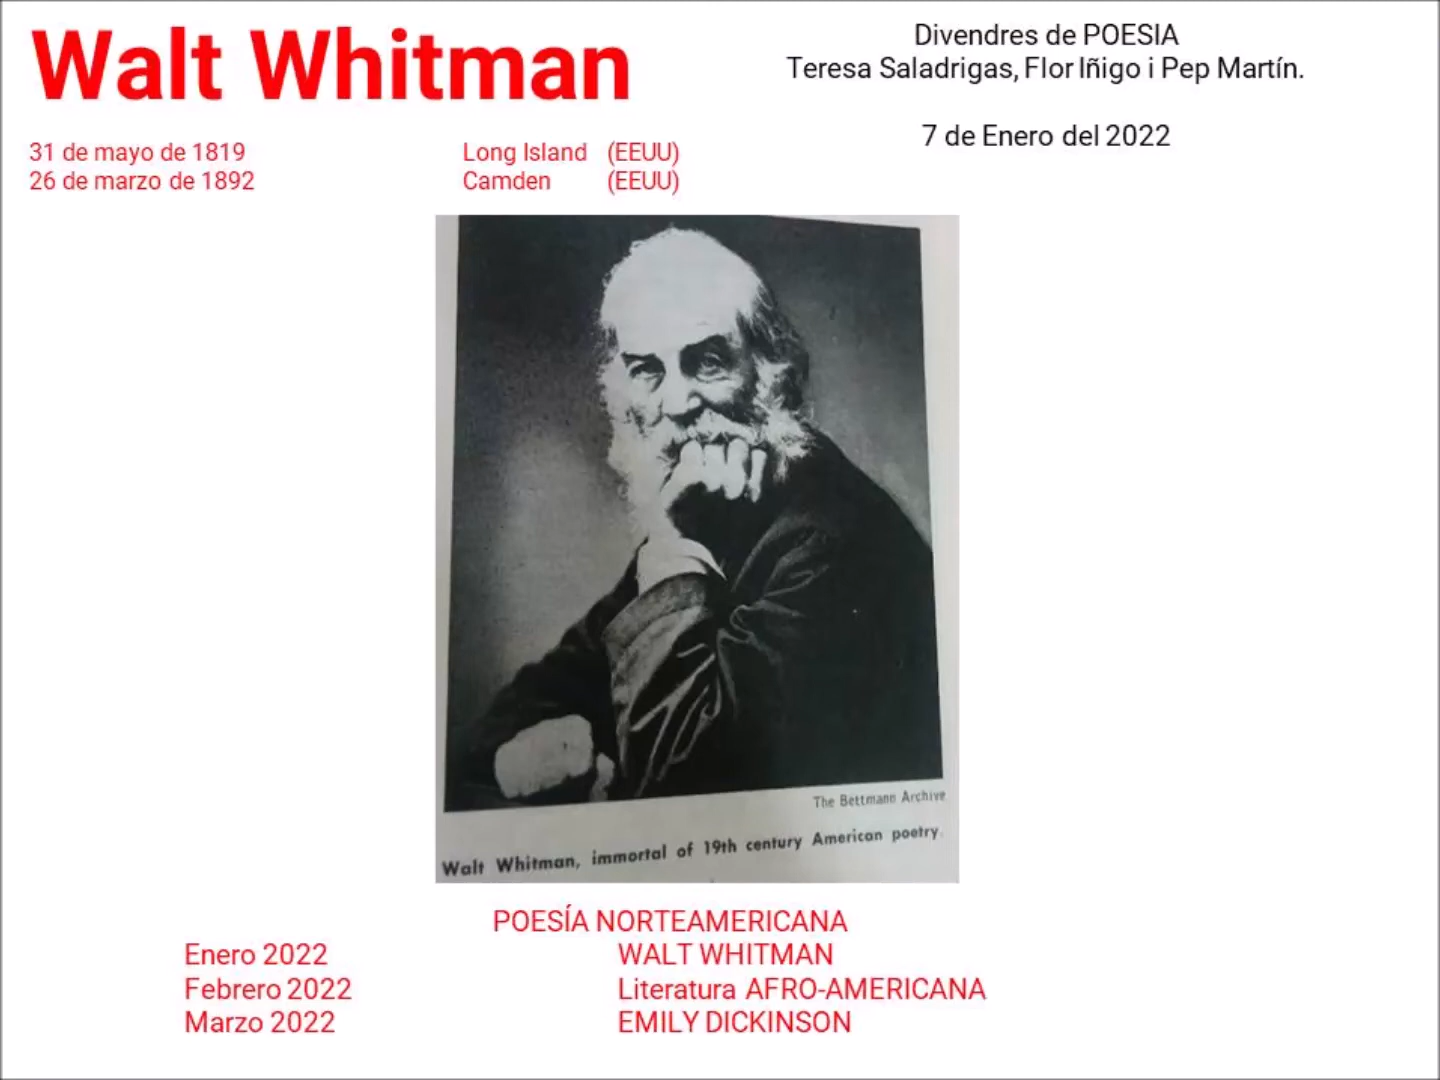 Walt Whitman
31 de mayo de 1819 Long Island (EEUU)
26 de marzo de 1892 Camden (EEUU)
Divendres de POESIA
Teresa Saladrigas, Flor Iñigo i Pep Martín.
7 de Enero del 2022
The Bettmann Archive
Walt Whitman, immortal of 19th century American poetry.
POESÍA NORTEAMERICANA
Enero 2022 WALT WHITMAN
Febrero 2022 Literatura AFRO-AMERICANA
Marzo 2022 EMILY DICKINSON